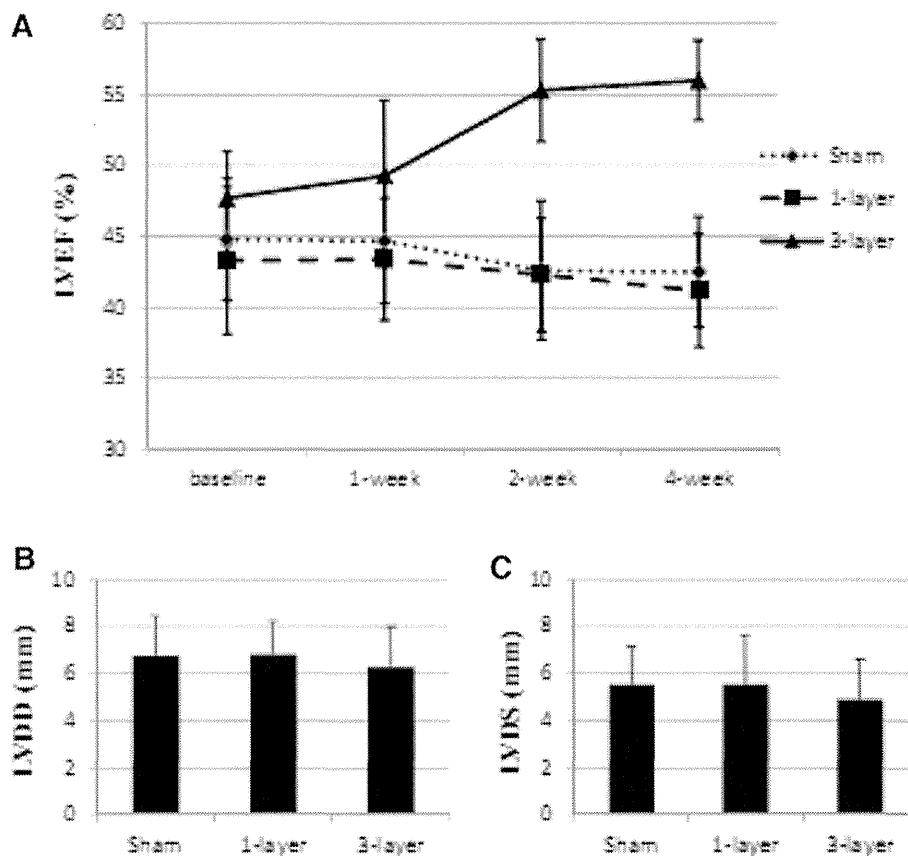 A
60
55
50
45
40
35
30
LVEF (%)
baseline
1-week
2-week
4-week
Sham
1-layer
3-layer
B
10
8
6
4
2
0
LVDD (mm)
Sham
1-layer
3-layer
C
10
8
6
4
2
0
LVDS (mm)
Sham
1-layer
3-layer